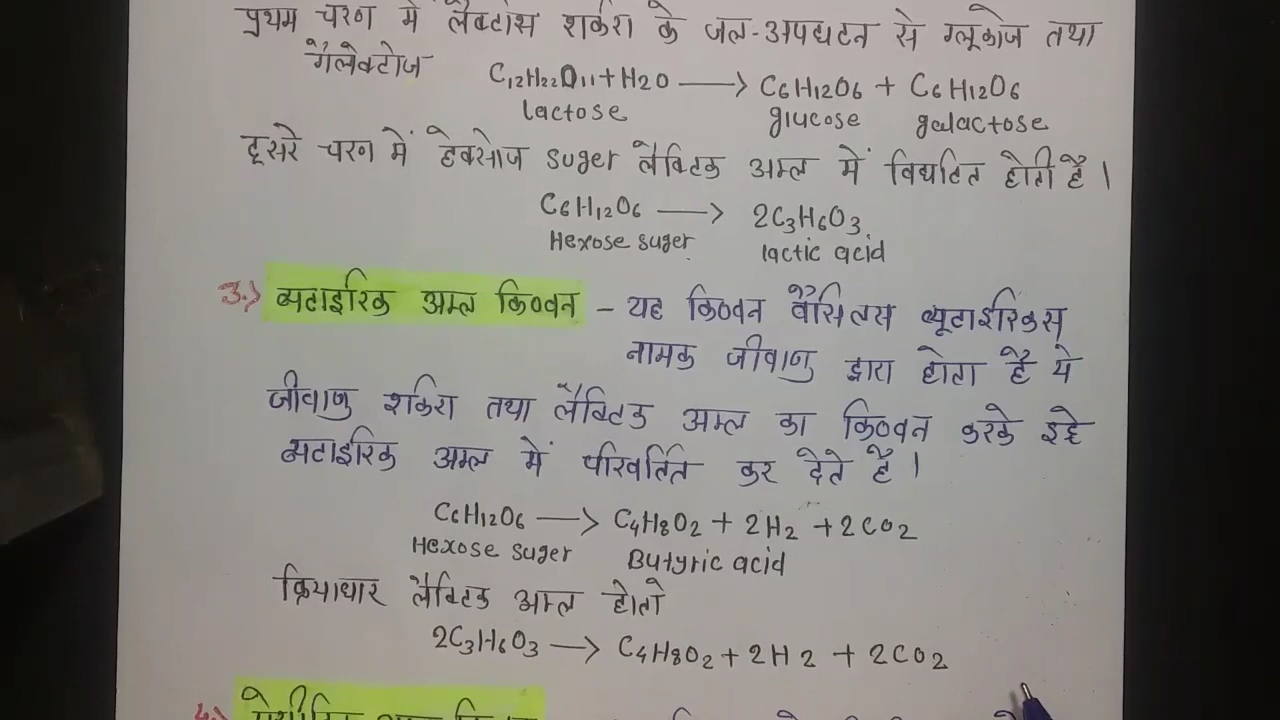 प्रथम चरण में लैक्टोस शर्करा के जल-अपघटन से ग्लूकोज तथा
गैलेक्टोज
C12H22O11+H2O ⟶ C6H12O6 + C6H12O6
lactose glucose galactose
दूसरे चरण में हेक्सोज suger लैक्टिक अम्ल में विघटित होती है।
C6H12O6 ⟶ 2C3H6O3
Hexose suger lactic acid
3.) ब्यटाइरिक अम्ल किण्वन – यह किण्वन बैसिलस ब्यूटाईरिकस्
नामक जीवाणु द्वारा होता है ये
जीवाणु शर्करा तथा लैक्टिक अम्ल का किण्वन करके इन्हे
ब्यटाइरिक अम्ल में परिवर्तित कर देते है।
C6H12O6 ⟶ C4H8O2 + 2H2 + 2CO2
Hexose suger Butyric acid
क्रियाधार लैक्टिक अम्ल हो तो
2C3H6O3 ⟶ C4H8O2 + 2H2 + 2CO2
4.)